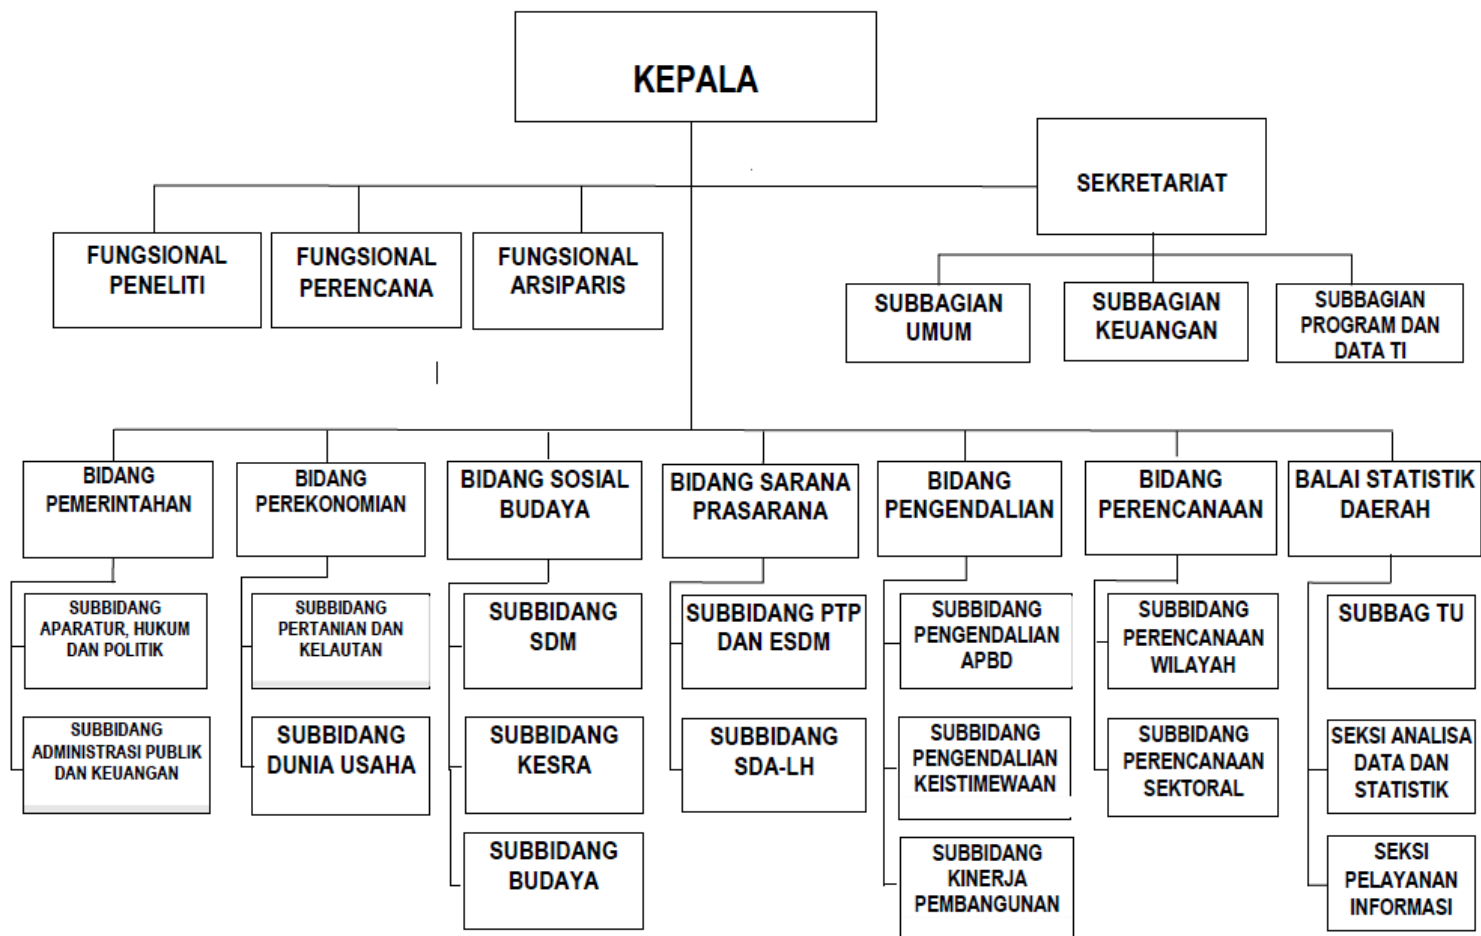 KEPALA
SEKRETARIAT
FUNGSIONAL
PENELITI
FUNGSIONAL
PERENCANA
FUNGSIONAL
ARSIPARIS
SUBBAGIAN
UMUM
SUBBAGIAN
KEUANGAN
SUBBAGIAN
PROGRAM DAN
DATA TI
BIDANG
PEMERINTAHAN
BIDANG
PEREKONOMIAN
BIDANG SOSIAL
BUDAYA
BIDANG SARANA
PRASARANA
BIDANG
PENGENDALIAN
BIDANG
PERENCANAAN
BALAI STATISTIK
DAERAH
SUBBIDANG
APARATUR, HUKUM
DAN POLITIK
SUBBIDANG
PERTANIAN DAN
KELAUTAN
SUBBIDANG
SDM
SUBBIDANG PTP
DAN ESDM
SUBBIDANG
PENGENDALIAN
APBD
SUBBIDANG
PERENCANAAN
WILAYAH
SUBBAG TU
SUBBIDANG
ADMINISTRASI PUBLIK
DAN KEUANGAN
SUBBIDANG
DUNIA USAHA
SUBBIDANG
KESRA
SUBBIDANG
SDA-LH
SUBBIDANG
PENGENDALIAN
KEISTIMEWAAN
SUBBIDANG
PERENCANAAN
SEKTORAL
SEKSI ANALISA
DATA DAN
STATISTIK
SUBBIDANG
BUDAYA
SUBBIDANG
KINERJA
PEMBANGUNAN
SEKSI
PELAYANAN
INFORMASI